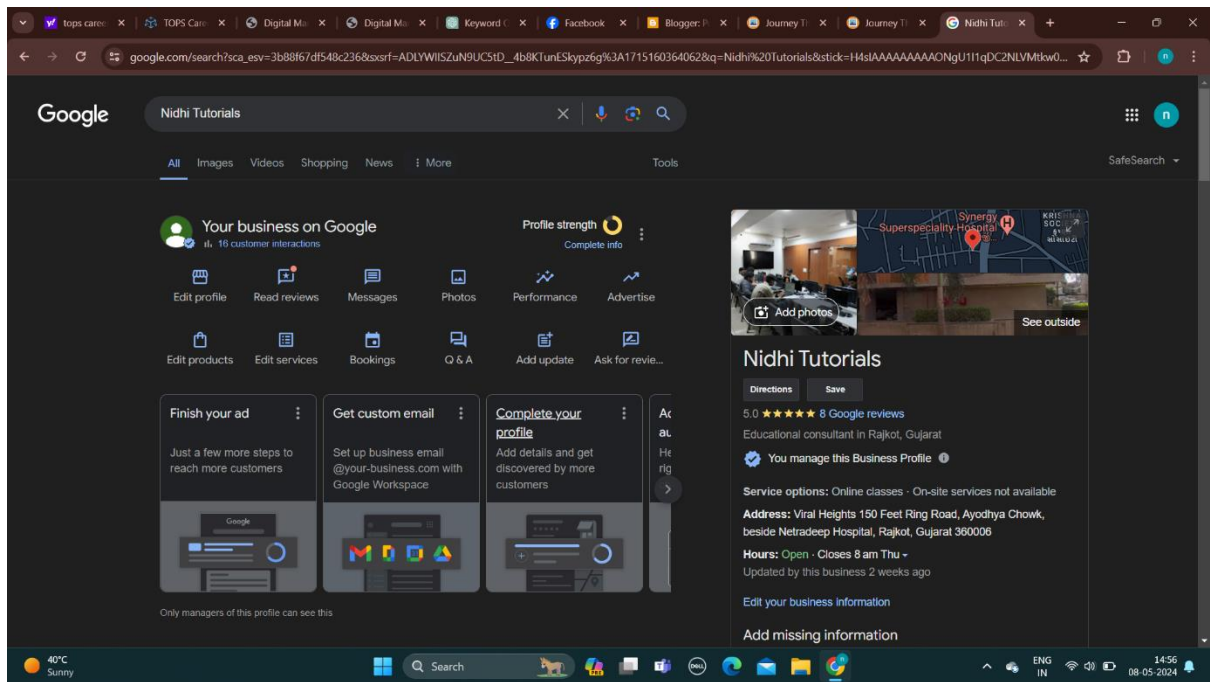 tops caree
TOPS Care
Digital Ma
Digital Ma
Keyword
Facebook
Blogger: P
Journey T
Journey T
Nidhi Tuto
google.com/search?sca_esv=3b88f67df548c236&sxsrf=ADLYWIISZuN9UC5tD__4b8KTunESkypz6g%3A1715160364062&q=Nidhi%20Tutorials&stick=H4sIAAAAAAAAAONgU1I1qDC2NLVMtkw0...
n
Google
Nidhi Tutorials
n
All Images Videos Shopping News More Tools
SafeSearch
Your business on Google
16 customer interactions
Profile strength
Complete info
Edit profile Read reviews Messages Photos Performance Advertise
Edit products Edit services Bookings Q & A Add update Ask for revie...
Finish your ad
Just a few more steps to
reach more customers
Google
Get custom email
Set up business email
@your-business.com with
Google Workspace
Complete your
profile
Add details and get
discovered by more
customers
Only managers of this profile can see this
Add photos
Synergy
Superspeciality Hospital
H
See outside
Nidhi Tutorials
Directions Save
5.0 ★★★★★ 8 Google reviews
Educational consultant in Rajkot, Gujarat
You manage this Business Profile
Service options: Online classes · On-site services not available
Address: Viral Heights 150 Feet Ring Road, Ayodhya Chowk,
beside Netradeep Hospital, Rajkot, Gujarat 360006
Hours: Open · Closes 8 am Thu
Updated by this business 2 weeks ago
Edit your business information
Add missing information
40°C
Sunny
Search
FREE
DELL
ENG
IN
14:56
08-05-2024